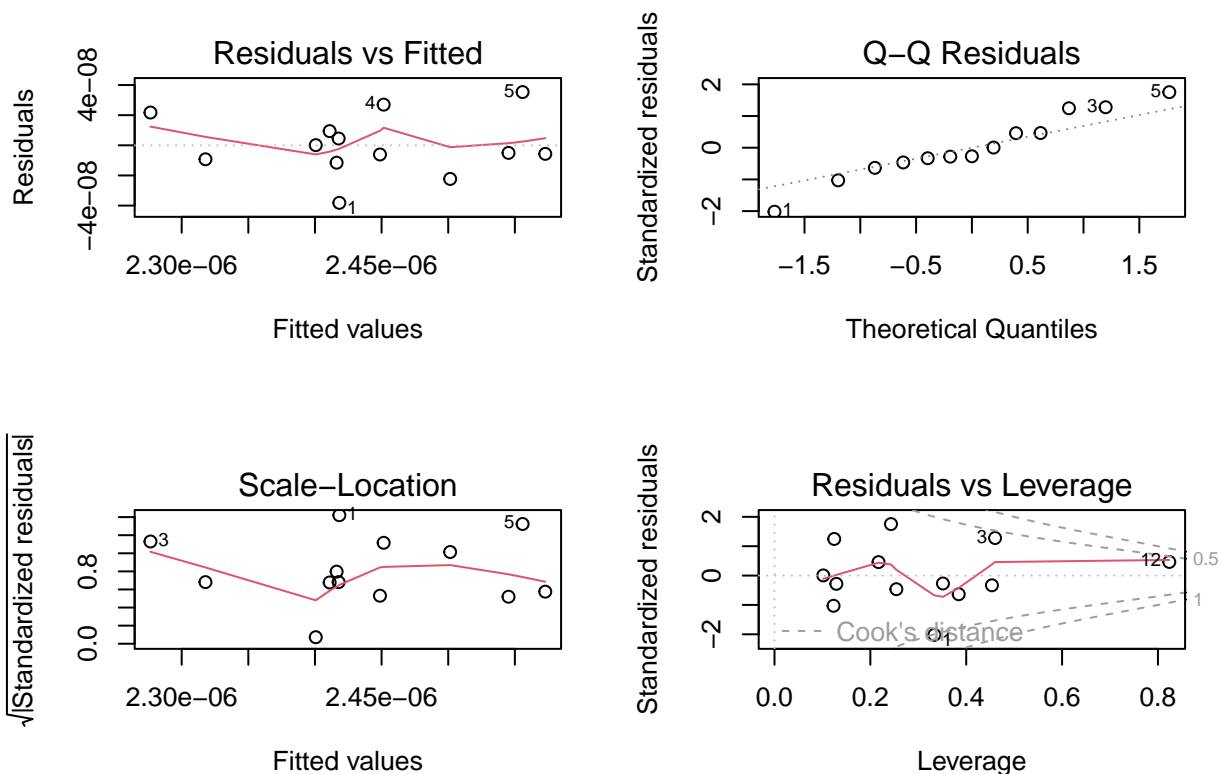 Residuals vs Fitted
Residuals
4e−08
−4e−08
4
5
1
2.30e−06 2.45e−06
Fitted values
Q−Q Residuals
Standardized residuals
2
0
−2
3
5
1
−1.5 −0.5 0.5 1.5
Theoretical Quantiles
Scale−Location
√|Standardized residuals|
0.8
0.0
3
1
5
2.30e−06 2.45e−06
Fitted values
Residuals vs Leverage
Standardized residuals
2
0
−2
3
12
1
0.5
1
Cook's distance
0.0 0.2 0.4 0.6 0.8
Leverage